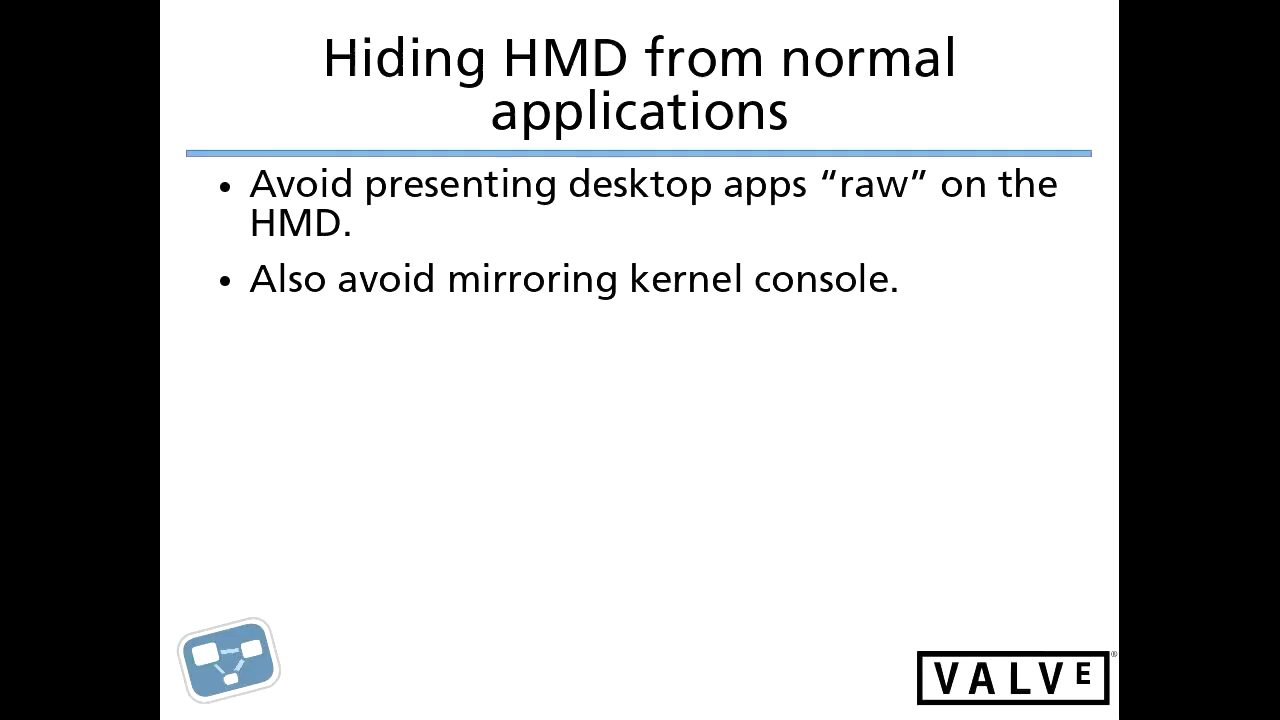 Hiding HMD from normal
applications
• Avoid presenting desktop apps “raw” on the
HMD.
• Also avoid mirroring kernel console.
VALVE®